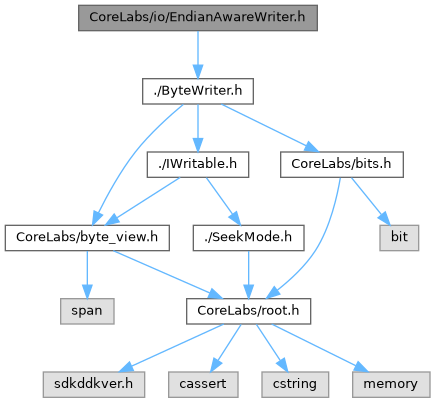 CoreLabs/io/EndianAwareWriter.h
./ByteWriter.h
./IWritable.h
CoreLabs/bits.h
CoreLabs/byte_view.h
./SeekMode.h
bit
span
CoreLabs/root.h
sdkddkver.h
cassert
cstring
memory